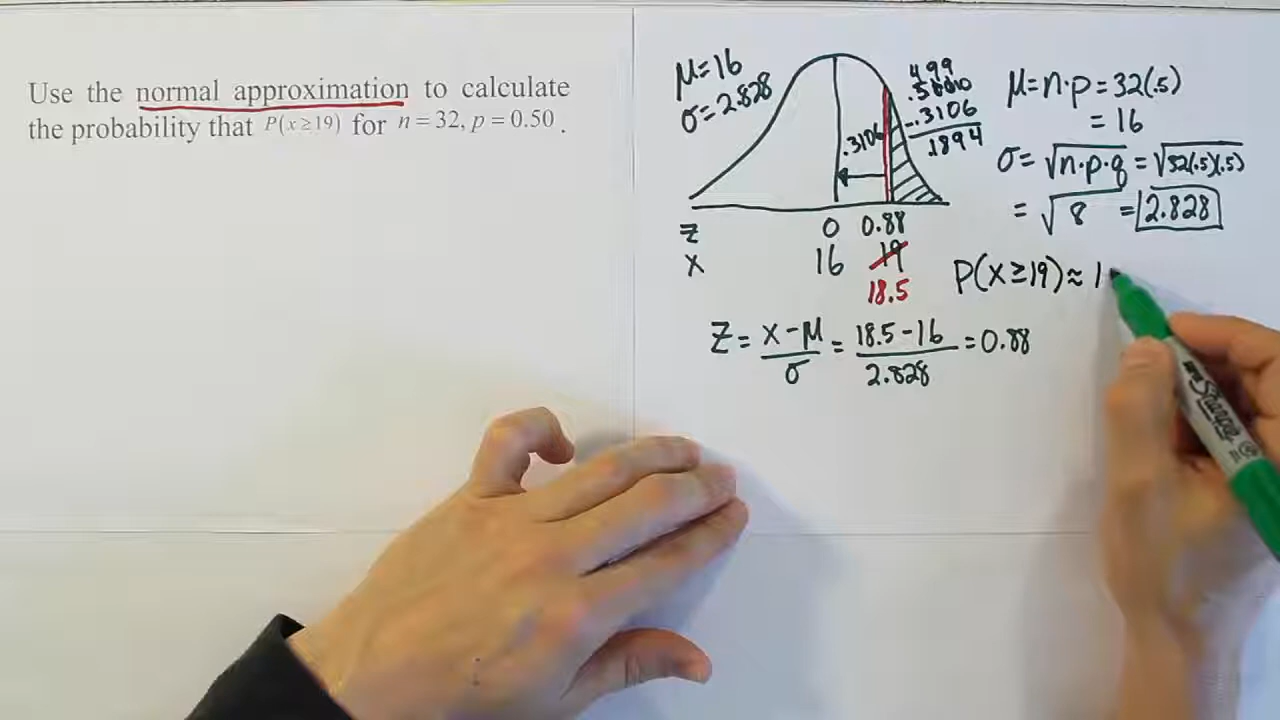 Use the normal approximation to calculate
the probability that P(x≥19) for n=32, p=0.50.
μ=16
σ=2.828
.3106
499
.50010
-.3106
.1894
z 0 0.88
x 16 19
18.5
μ=n·p=32(.5)
=16
σ=√n·p·q=√32(.5)(.5)
=√8=2.828
P(x≥19)≈1
z=x-μ/σ=18.5-16/2.828=0.88
Sharpie